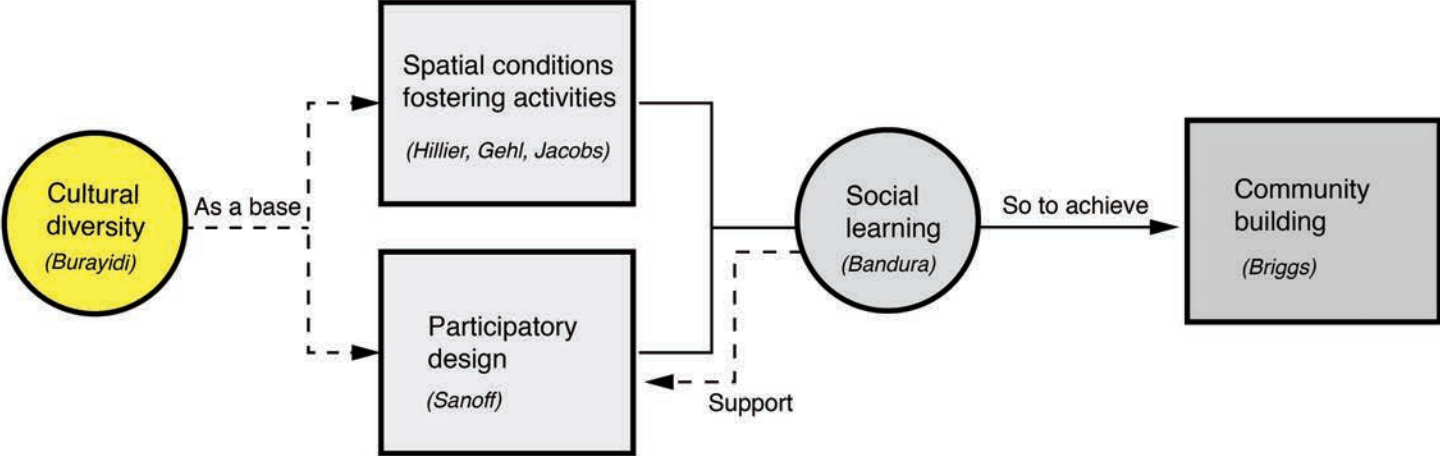 Cultural
diversity
(Burayidi)
As a base
Spatial conditions
fostering activities
(Hillier, Gehl, Jacobs)
Participatory
design
(Sanoff)
Support
Social
learning
(Bandura)
So to achieve
Community
building
(Briggs)